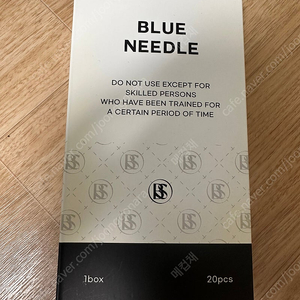 BLUE
NEEDLE
DO NOT USE EXCEPT FOR
SKILLED PERSONS
WHO HAVE BEEN TRAINED FOR
A CERTAIN PERIOD OF TIME
1box
20pcs